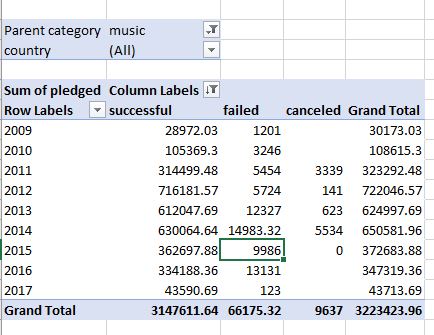 Parent category music
country (All)
Sum of pledged Column Labels
Row Labels successful failed canceled Grand Total
2009 28972.03 1201 30173.03
2010 105369.3 3246 108615.3
2011 314499.48 5454 3339 323292.48
2012 716181.57 5724 141 722046.57
2013 612047.69 12327 623 624997.69
2014 630064.64 14983.32 5534 650581.96
2015 362697.88 9986 0 372683.88
2016 334188.36 13131 347319.36
2017 43590.69 123 43713.69
Grand Total 3147611.64 66175.32 9637 3223423.96